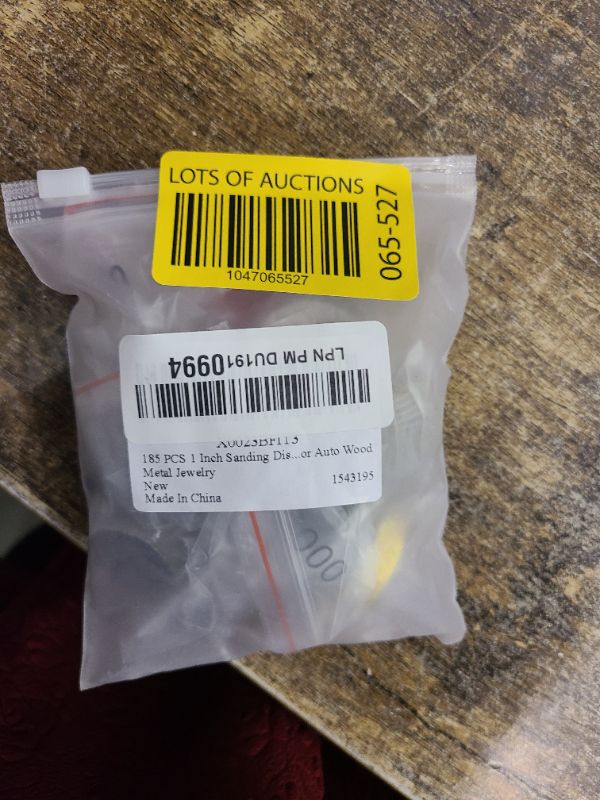 LOTS OF AUCTIONS
1047065527
065-527
LPN PM DU1910994
185 PCS 1 Inch Sanding Dis...or Auto Wood
Metal Jewelry
New
1543195
Made In China
000